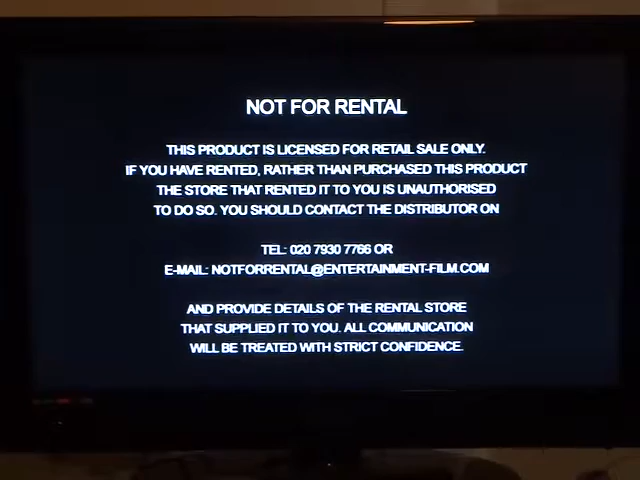 NOT FOR RENTAL
THIS PRODUCT IS LICENSED FOR RETAIL SALE ONLY.
IF YOU HAVE RENTED, RATHER THAN PURCHASED THIS PRODUCT
THE STORE THAT RENTED IT TO YOU IS UNAUTHORISED
TO DO SO. YOU SHOULD CONTACT THE DISTRIBUTOR ON
TEL: 020 7930 7766 OR
E-MAIL: NOTFORRENTAL@ENTERTAINMENT-FILM.COM
AND PROVIDE DETAILS OF THE RENTAL STORE
THAT SUPPLIED IT TO YOU. ALL COMMUNICATION
WILL BE TREATED WITH STRICT CONFIDENCE.